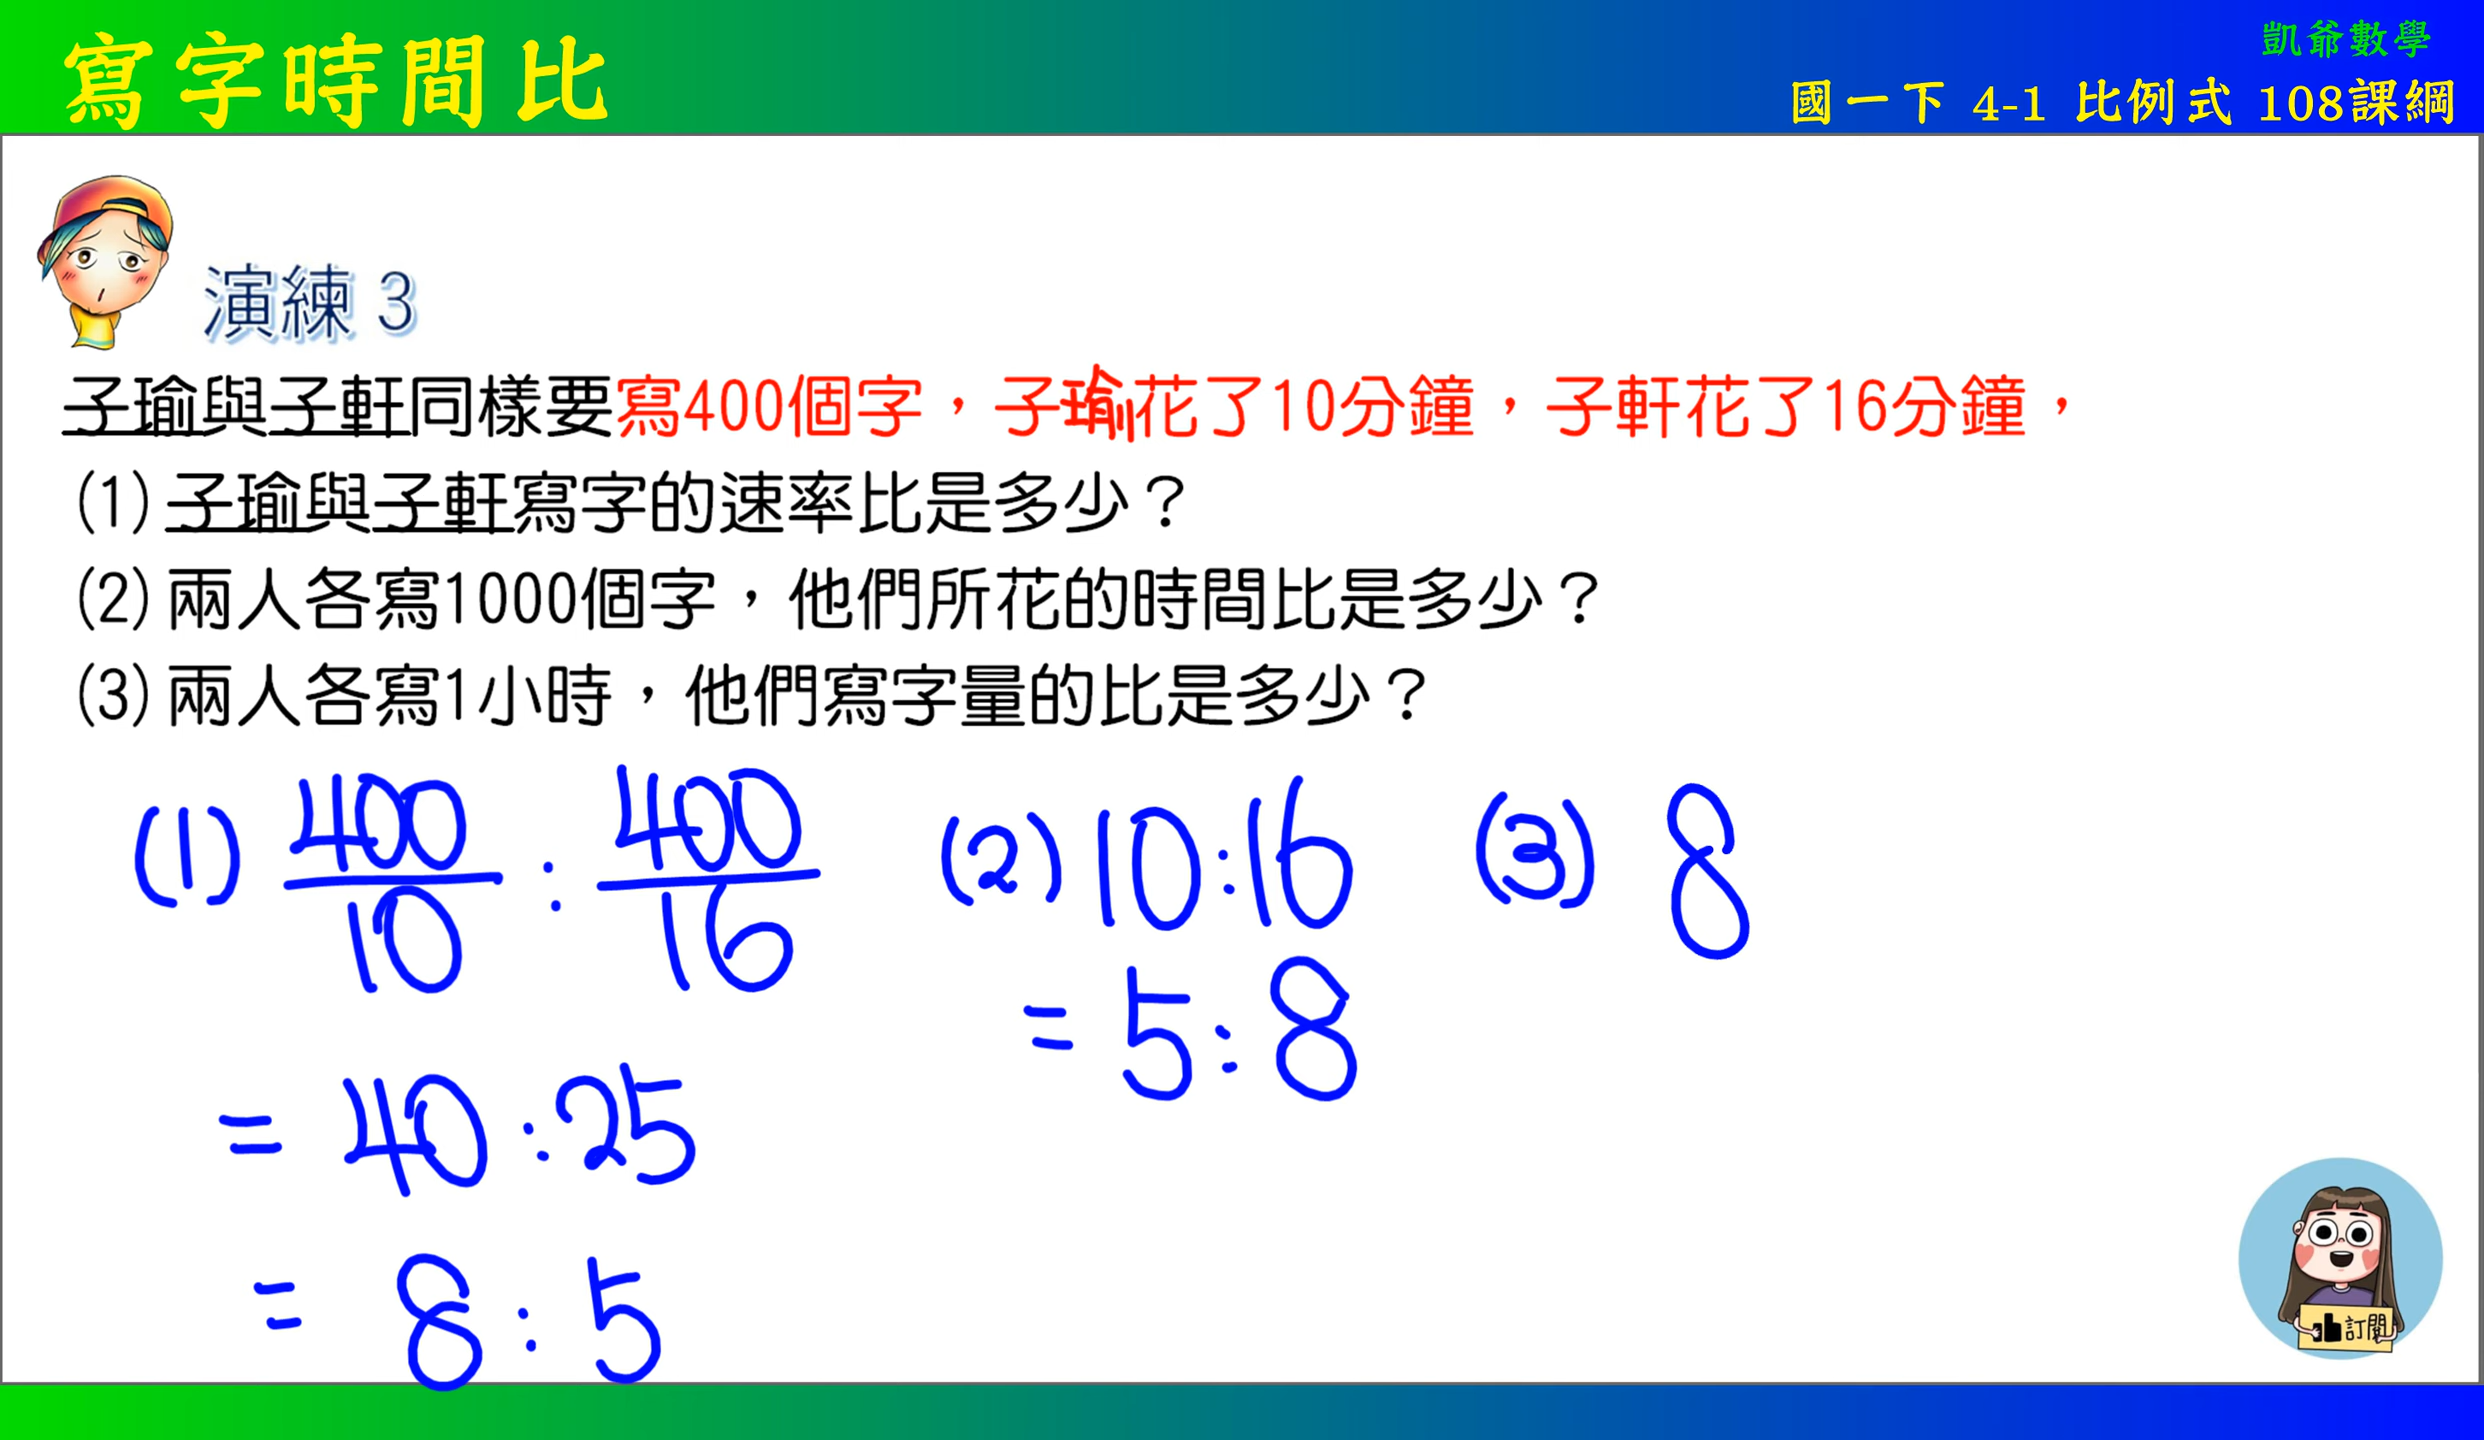 寫字時間比
凱爺數學
國一下 4-1 比例式 108課綱
演練 3
子瑜與子軒同樣要寫400個字，子瑜花了10分鐘，子軒花了16分鐘，
(1)子瑜與子軒寫字的速率比是多少？
(2)兩人各寫1000個字，他們所花的時間比是多少？
(3)兩人各寫1小時，他們寫字量的比是多少？
(1) 400/10 : 400/16
= 40 : 25
= 8 : 5
(2) 10 : 16
= 5 : 8
(3) 8
訂閱